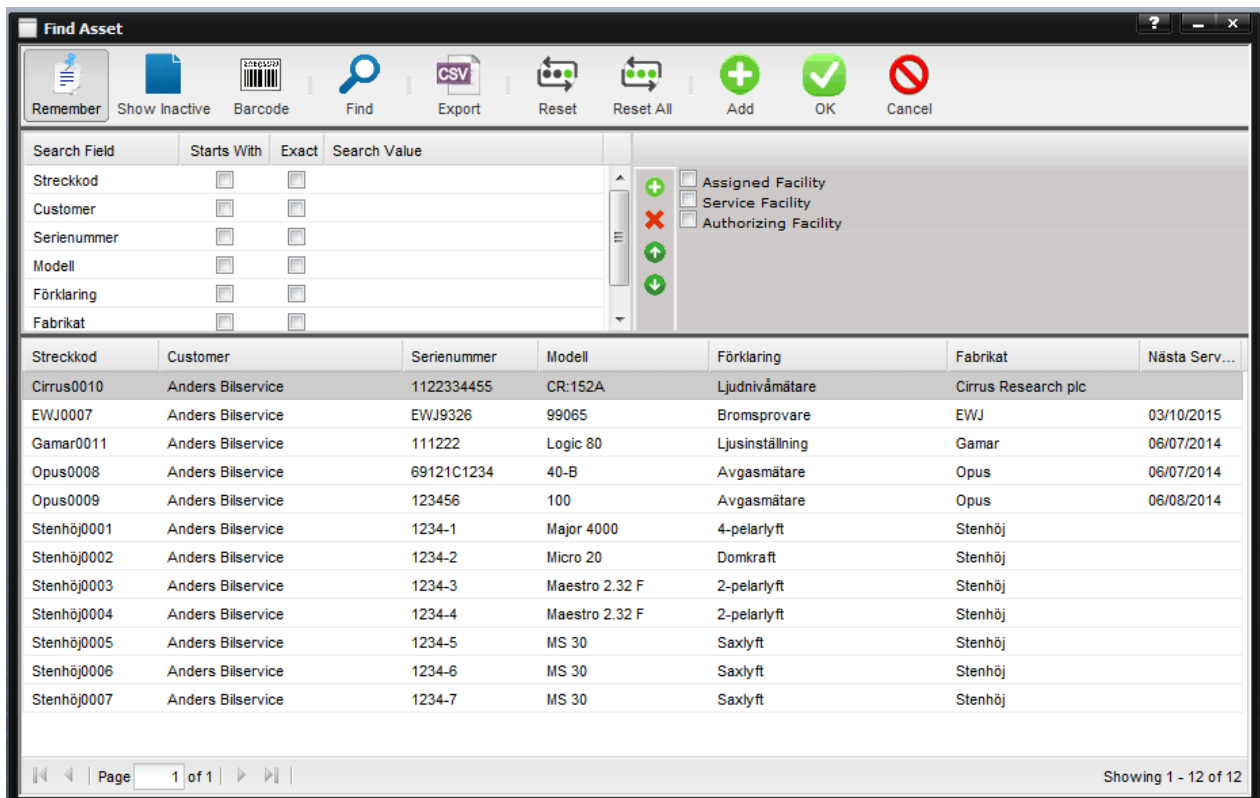 Find Asset
? _ x
CSV
Remember Show Inactive Barcode Find Export Reset Reset All Add OK Cancel
Search Field Starts With Exact Search Value
Streckkod
Customer
Serienummer
Modell
Förklaring
Fabrikat
Assigned Facility
Service Facility
Authorizing Facility
Streckkod Customer Serienummer Modell Förklaring Fabrikat Nästa Serv...
Cirrus0010 Anders Bilservice 1122334455 CR:152A Ljudnivåmätare Cirrus Research plc
EWJ0007 Anders Bilservice EWJ9326 99065 Bromsprovare EWJ 03/10/2015
Gamar0011 Anders Bilservice 111222 Logic 80 Ljusinställning Gamar 06/07/2014
Opus0008 Anders Bilservice 69121C1234 40-B Avgasmätare Opus 06/07/2014
Opus0009 Anders Bilservice 123456 100 Avgasmätare Opus 06/08/2014
Stenhöj0001 Anders Bilservice 1234-1 Major 4000 4-pelarlyft Stenhöj
Stenhöj0002 Anders Bilservice 1234-2 Micro 20 Domkraft Stenhöj
Stenhöj0003 Anders Bilservice 1234-3 Maestro 2.32 F 2-pelarlyft Stenhöj
Stenhöj0004 Anders Bilservice 1234-4 Maestro 2.32 F 2-pelarlyft Stenhöj
Stenhöj0005 Anders Bilservice 1234-5 MS 30 Saxlyft Stenhöj
Stenhöj0006 Anders Bilservice 1234-6 MS 30 Saxlyft Stenhöj
Stenhöj0007 Anders Bilservice 1234-7 MS 30 Saxlyft Stenhöj
Page 1 of 1 Showing 1 - 12 of 12